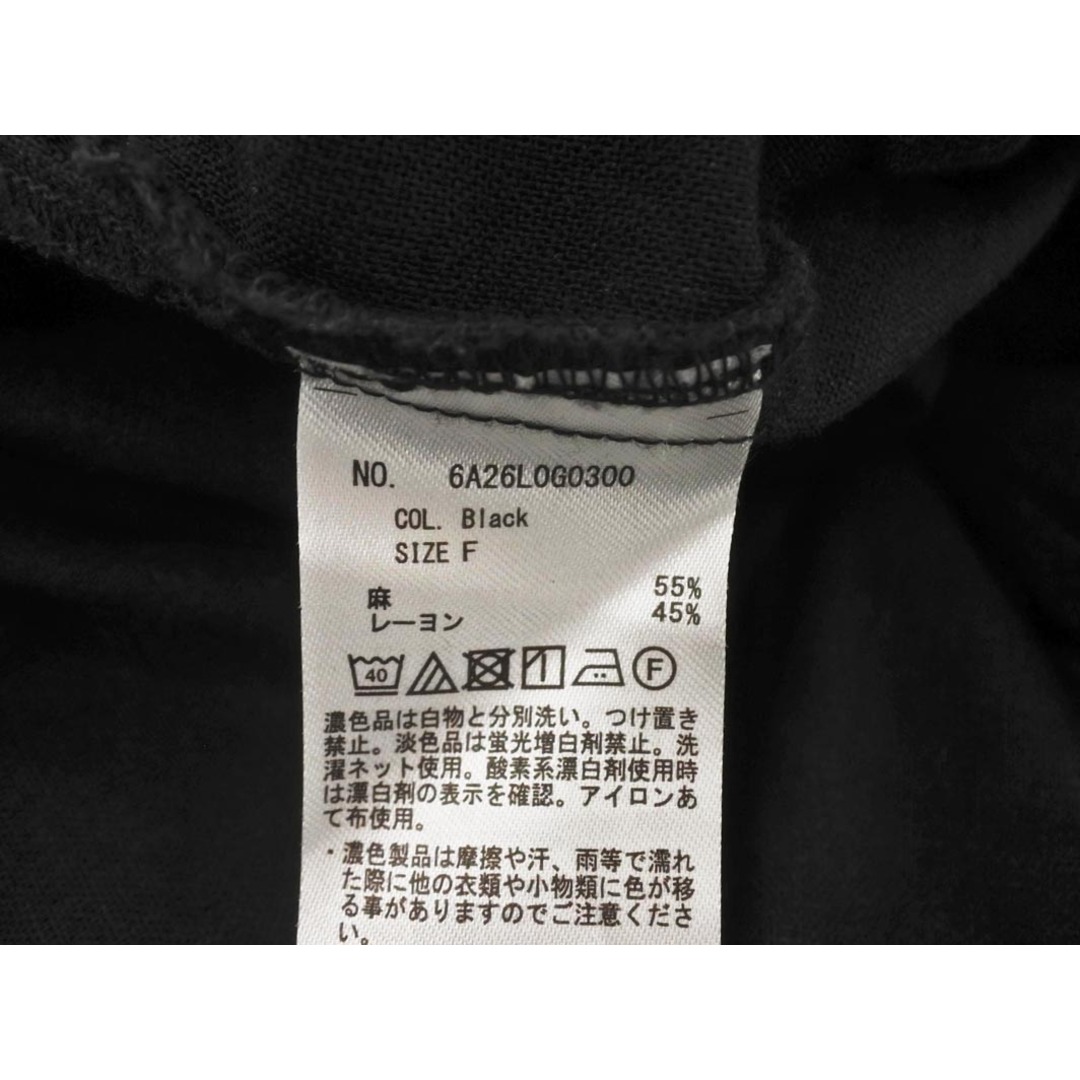 NO. 6A26L0G0300
COL. Black
SIZE F
麻 55%
レーヨン 45%
40 F
濃色品は白物と分別洗い。つけ置き
禁止。淡色品は蛍光増白剤禁止。洗
濯ネット使用。酸素系漂白剤使用時
は漂白剤の表示を確認。アイロンあ
て布使用。
・濃色製品は摩擦や汗、雨等で濡れ
た際に他の衣類や小物類に色が移
る事がありますのでご注意くださ
い。